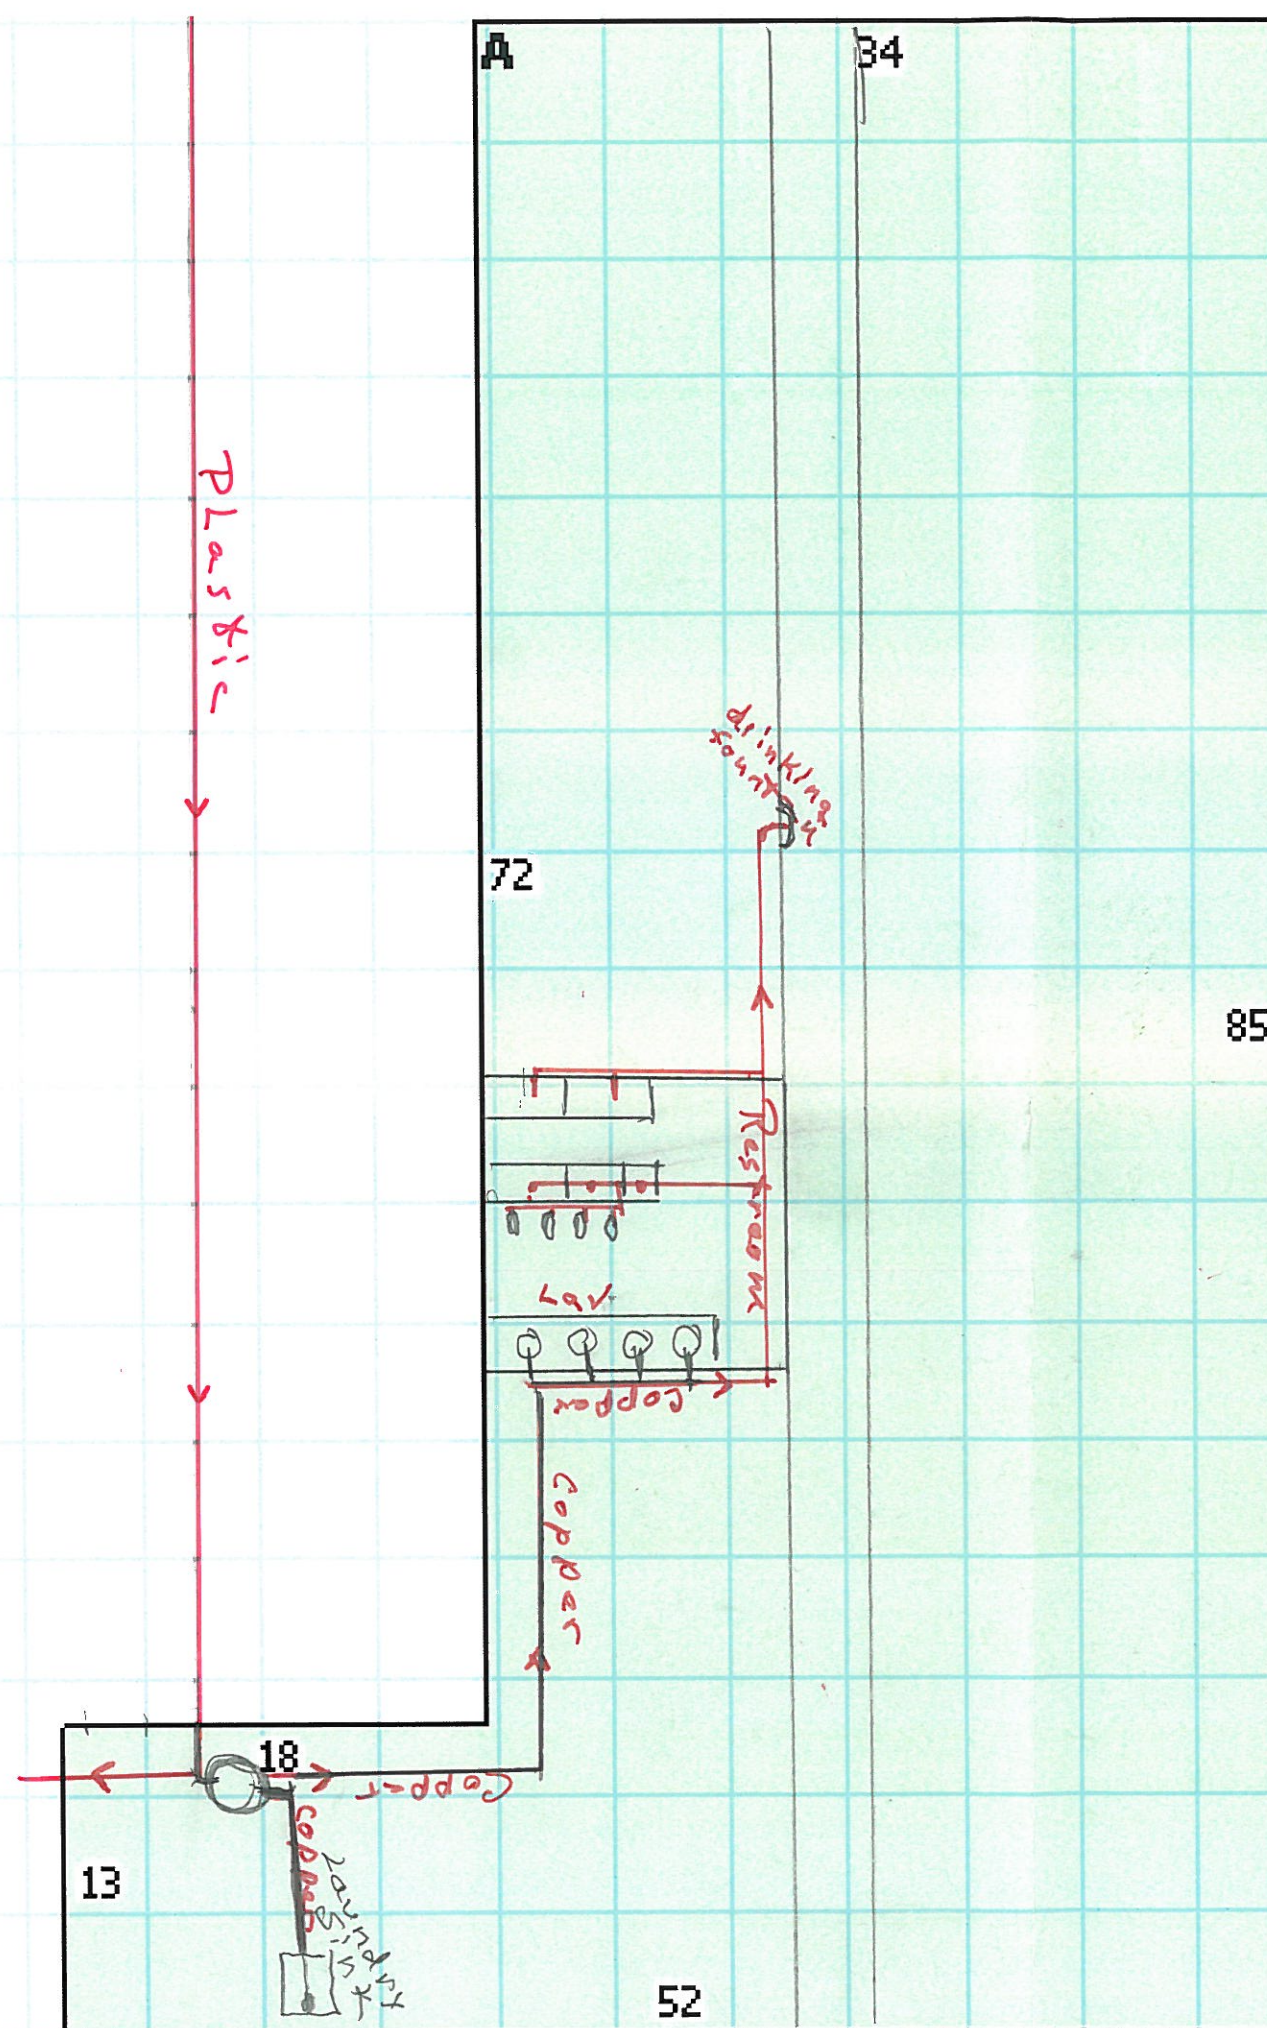 A
34
Plastic
drinking
fountain
72
85
Restroom
Lav.
Copper
Copper
18
Copper
Copper
Laundry
Sink
13
52